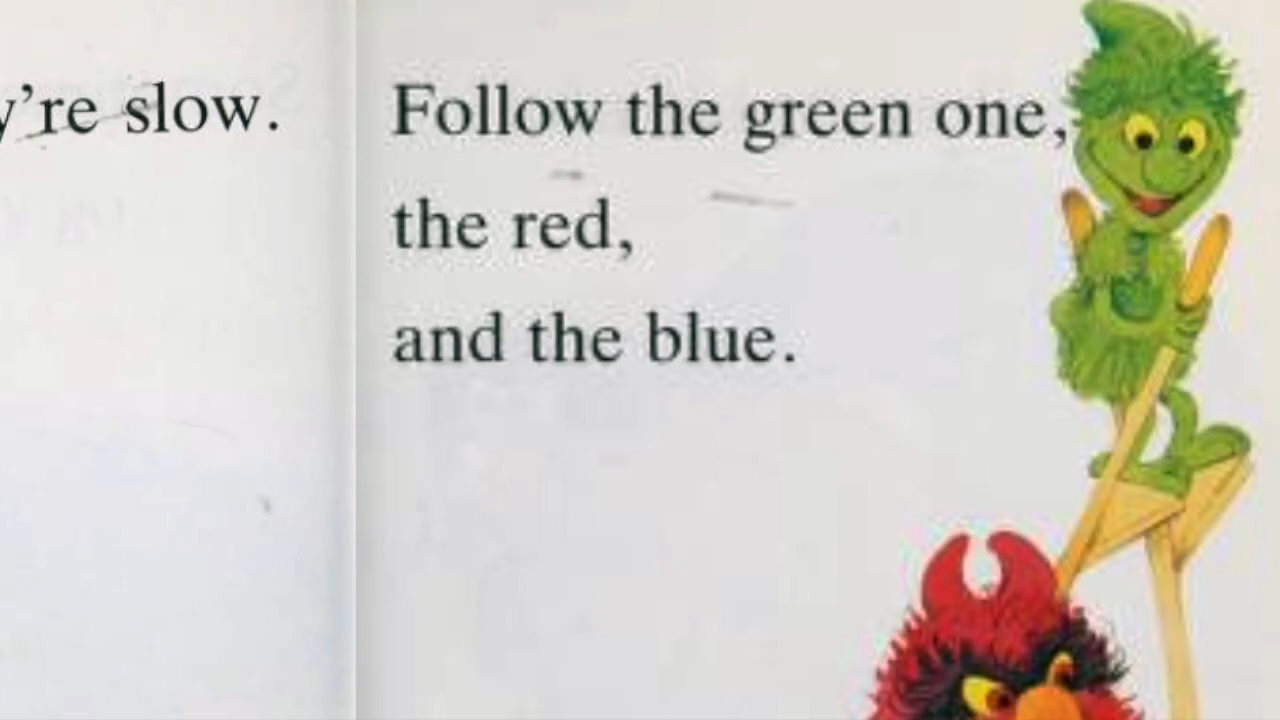 y're slow.
Follow the green one,
the red,
and the blue.